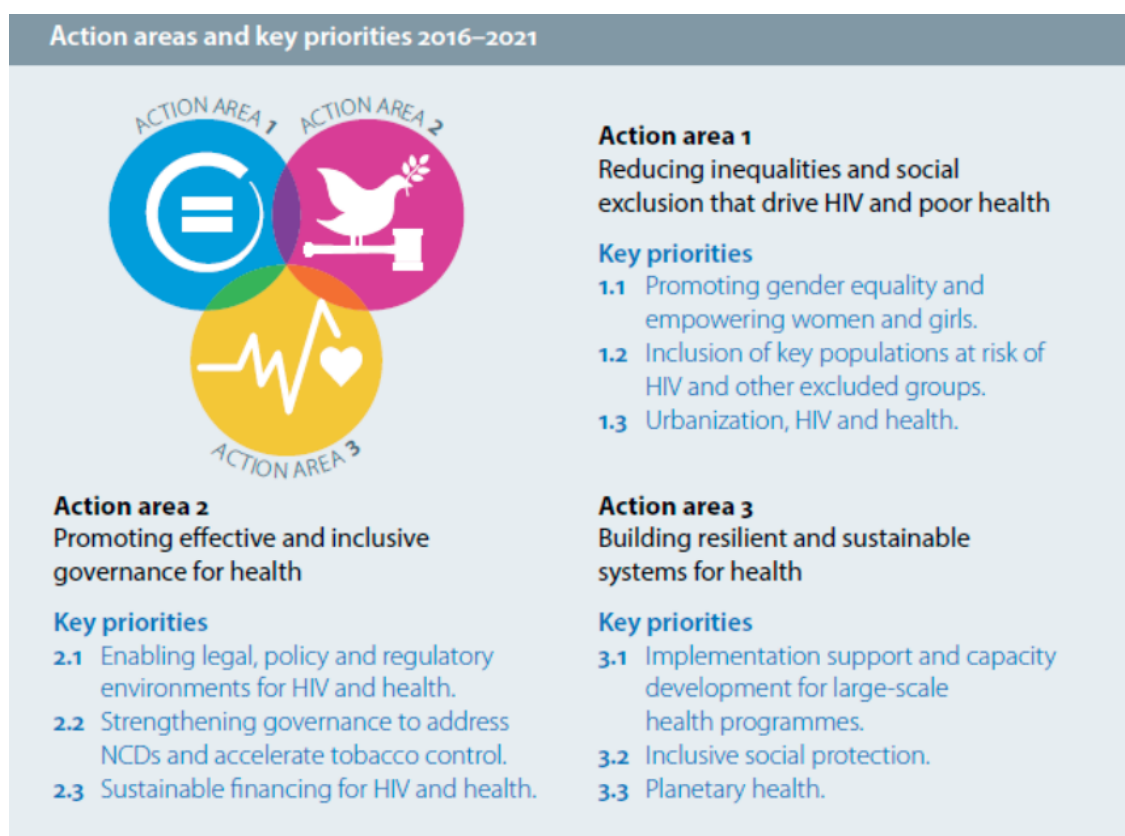 Action areas and key priorities 2016–2021
ACTION AREA 1
ACTION AREA 2
ACTION AREA 3
Action area 1
Reducing inequalities and social
exclusion that drive HIV and poor health
Key priorities
1.1 Promoting gender equality and
empowering women and girls.
1.2 Inclusion of key populations at risk of
HIV and other excluded groups.
1.3 Urbanization, HIV and health.
Action area 2
Promoting effective and inclusive
governance for health
Key priorities
2.1 Enabling legal, policy and regulatory
environments for HIV and health.
2.2 Strengthening governance to address
NCDs and accelerate tobacco control.
2.3 Sustainable financing for HIV and health.
Action area 3
Building resilient and sustainable
systems for health
Key priorities
3.1 Implementation support and capacity
development for large-scale
health programmes.
3.2 Inclusive social protection.
3.3 Planetary health.